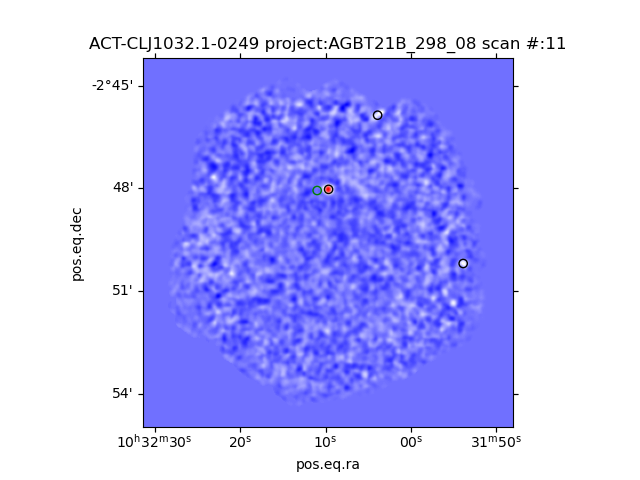 ACT-CLJ1032.1-0249 project:AGBT21B_298_08 scan #:11
-2°45'
48'
51'
54'
pos.eq.dec
10ʰ32ᵐ30ˢ 20ˢ 10ˢ 00ˢ 31ᵐ50ˢ
pos.eq.ra